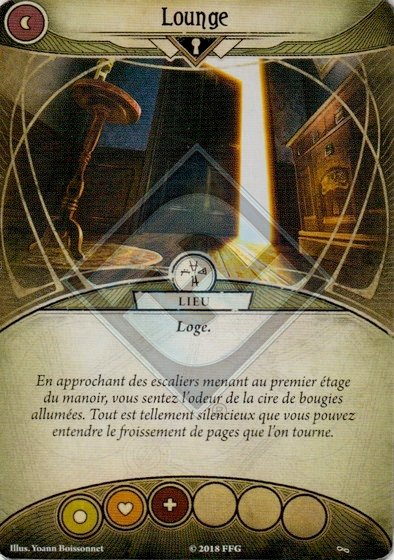 Lounge
LIEU
Loge.
En approchant des escaliers menant au premier étage
du manoir, vous sentez l'odeur de la cire de bougies
allumées. Tout est tellement silencieux que vous pouvez
entendre le froissement de pages que l'on tourne.
Illus. Yoann Boissonnet
© 2018 FFG